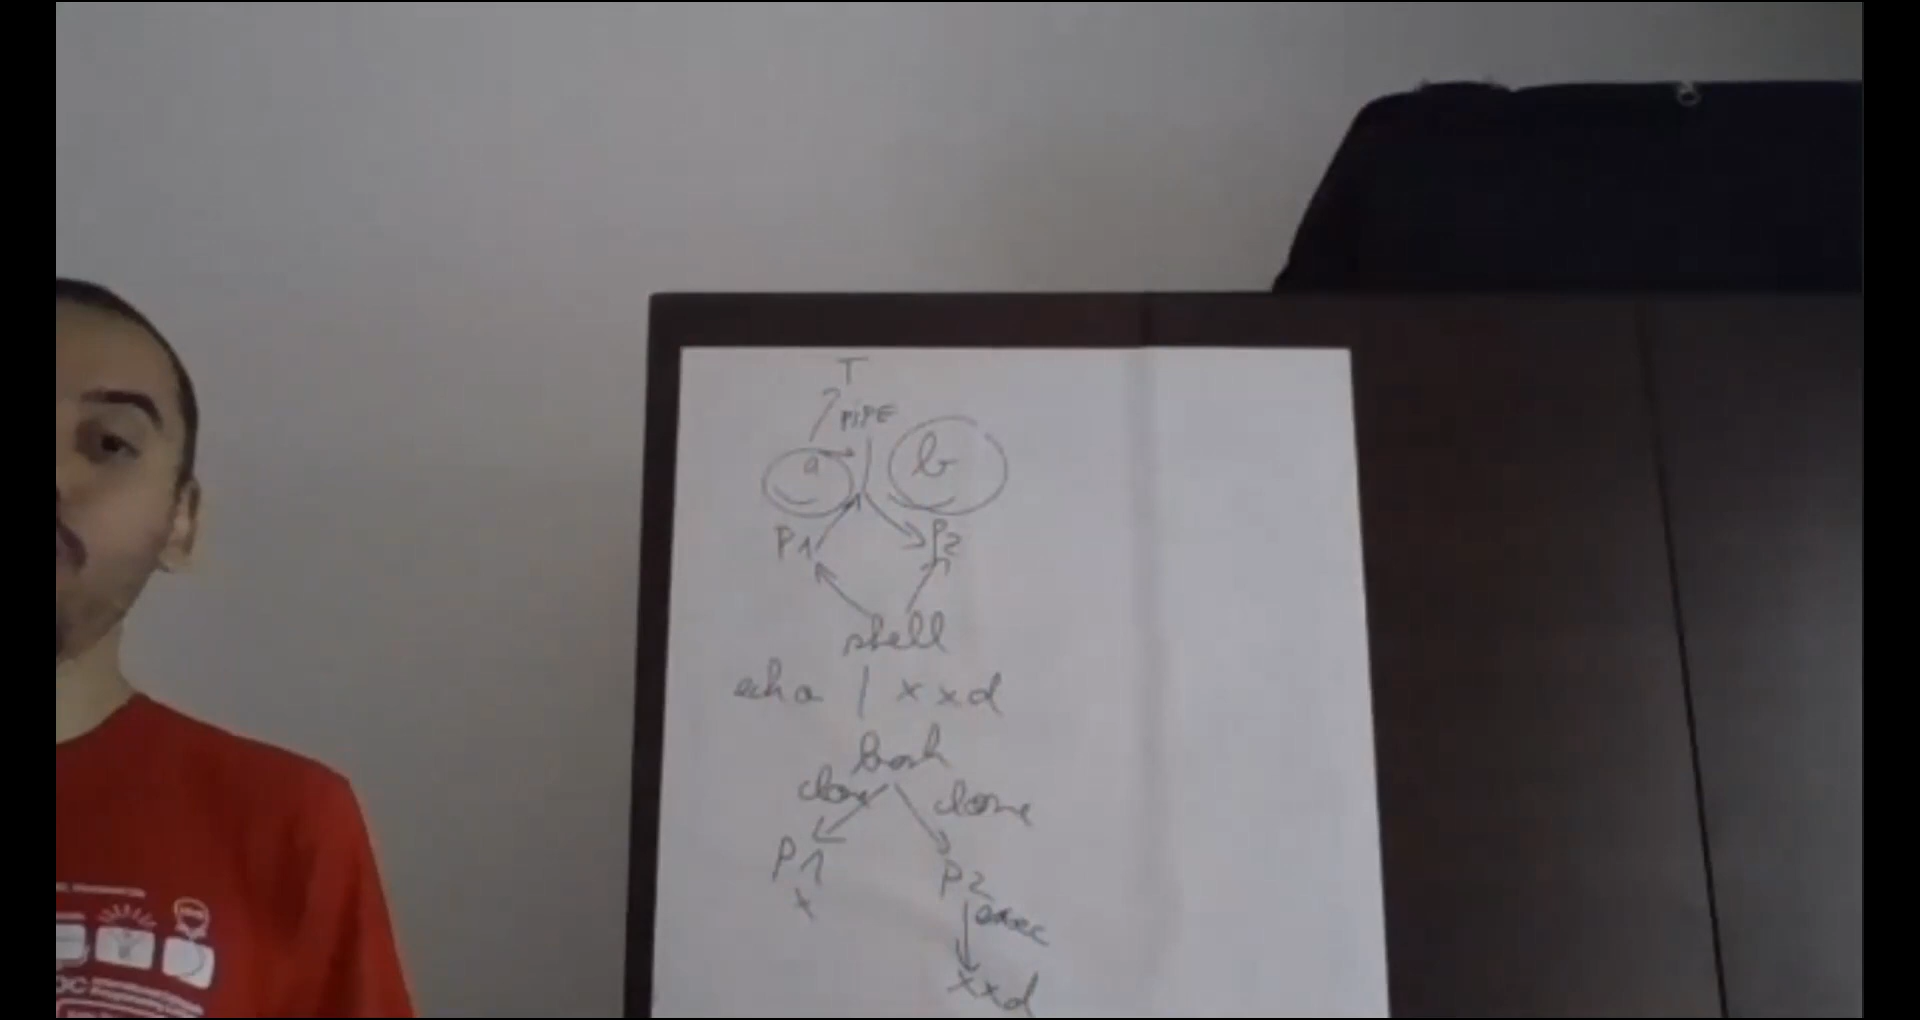 T
PiPE
a b
P1 P2
shell
echo | xxd
bash
clone clone
P1 P2
x exec
xxd